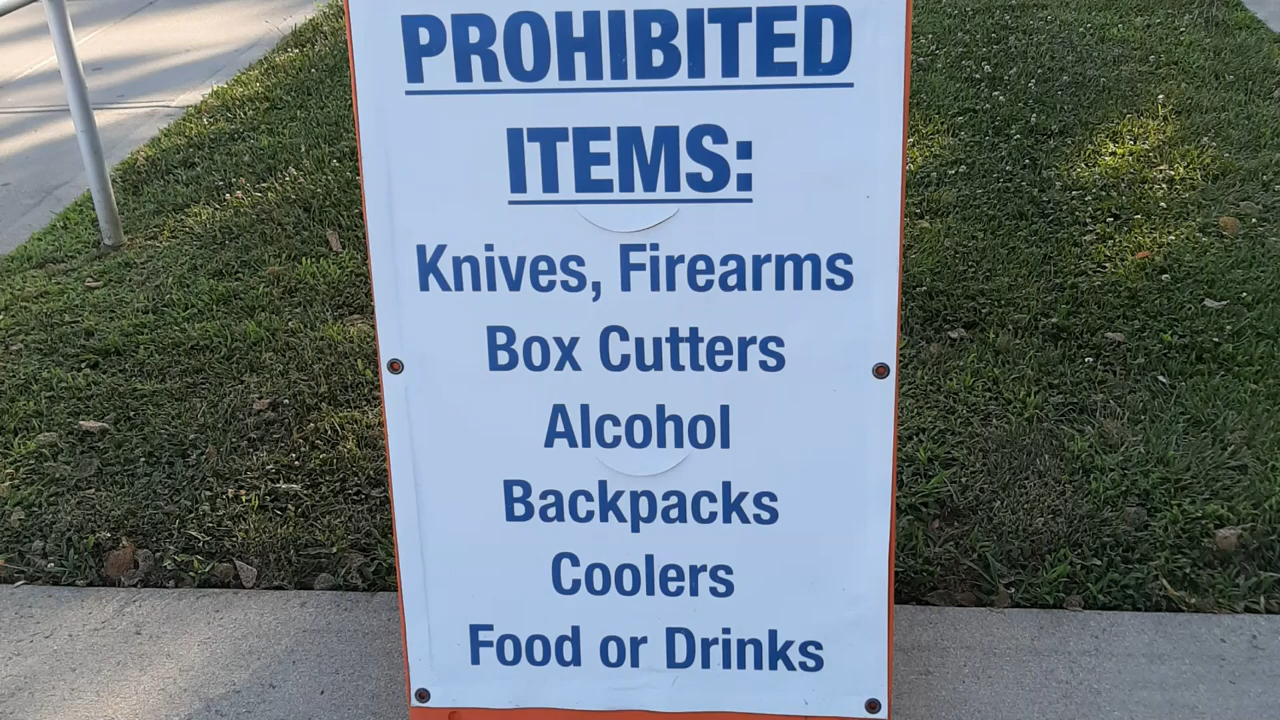 PROHIBITED
ITEMS:
Knives, Firearms
Box Cutters
Alcohol
Backpacks
Coolers
Food or Drinks